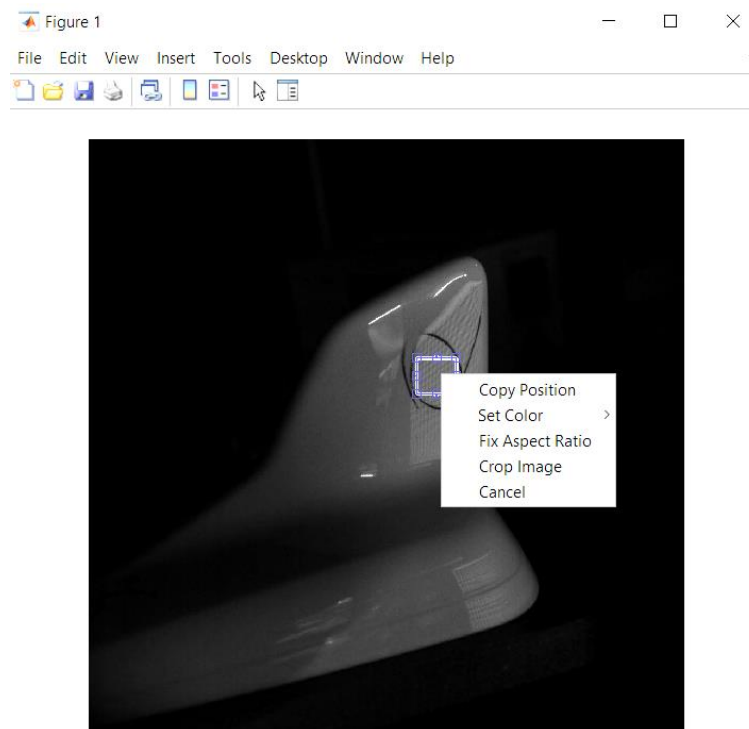 Figure 1
File Edit View Insert Tools Desktop Window Help
Copy Position
Set Color
Fix Aspect Ratio
Crop Image
Cancel